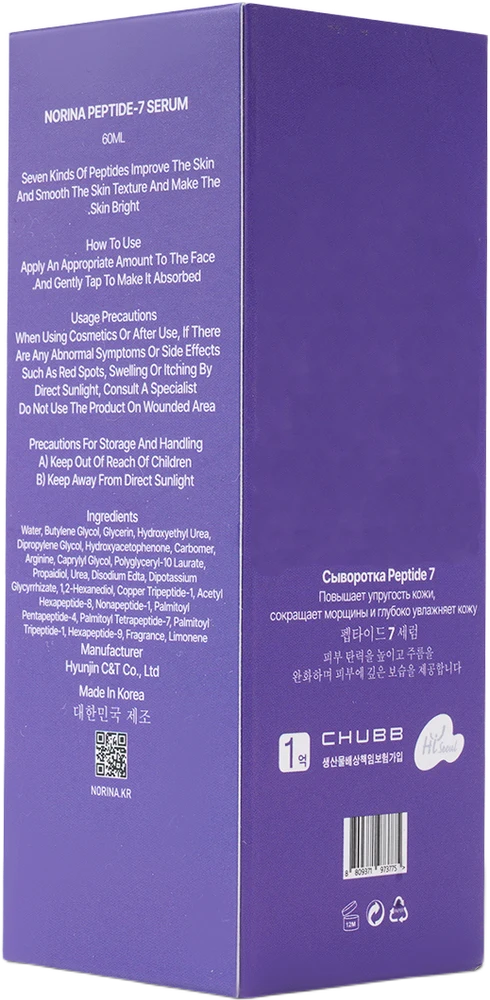 NORINA PEPTIDE-7 SERUM
60ML
Seven Kinds Of Peptides Improve The Skin
And Smooth The Skin Texture And Make The
.Skin Bright
How To Use
Apply An Appropriate Amount To The Face
.And Gently Tap To Make It Absorbed
Usage Precautions
When Using Cosmetics Or After Use, If There
Are Any Abnormal Symptoms Or Side Effects
Such As Red Spots, Swelling Or Itching By
Direct Sunlight, Consult A Specialist
Do Not Use The Product On Wounded Area
Precautions For Storage And Handling
A) Keep Out Of Reach Of Children
B) Keep Away From Direct Sunlight
Ingredients
Water, Butylene Glycol, Glycerin, Hydroxyethyl Urea,
Dipropylene Glycol, Hydroxyacetophenone, Carbomer,
Arginine, Caprylyl Glycol, Polyglyceryl-10 Laurate,
Propaidiol, Urea, Disodium Edta, Dipotassium
Glycyrrhizate, 1,2-Hexanediol, Copper Tripeptide-1, Acetyl
Hexapeptide-8, Nonapeptide-1, Palmitoyl
Pentapeptide-4, Palmitoyl Tetrapeptide-7, Palmitoyl
Tripeptide-1, Hexapeptide-9, Fragrance, Limonene
Manufacturer
Hyunjin C&T Co., Ltd
Made In Korea
대한민국 제조
NORINA.KR
Сыворотка Peptide 7
Повышает упругость кожи,
сокращает морщины и глубоко увлажняет кожу
펩타이드 7 세럼
피부 탄력을 높이고 주름을
완화하며 피부에 깊은 보습을 제공합니다
1억
CHUBB
생산물배상책임보험가입
Hi Seoul
8 809371 973775
12M